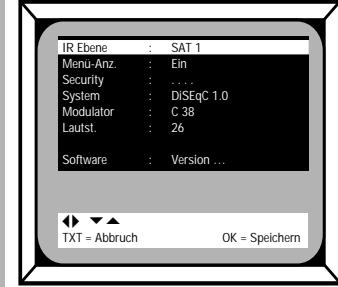 IR Ebene : SAT 1
Menü-Anz. : Ein
Security : . . . .
System : DiSEqC 1.0
Modulator : C 38
Lautst. : 26
Software : Version ...
TXT = Abbruch OK = Speichern